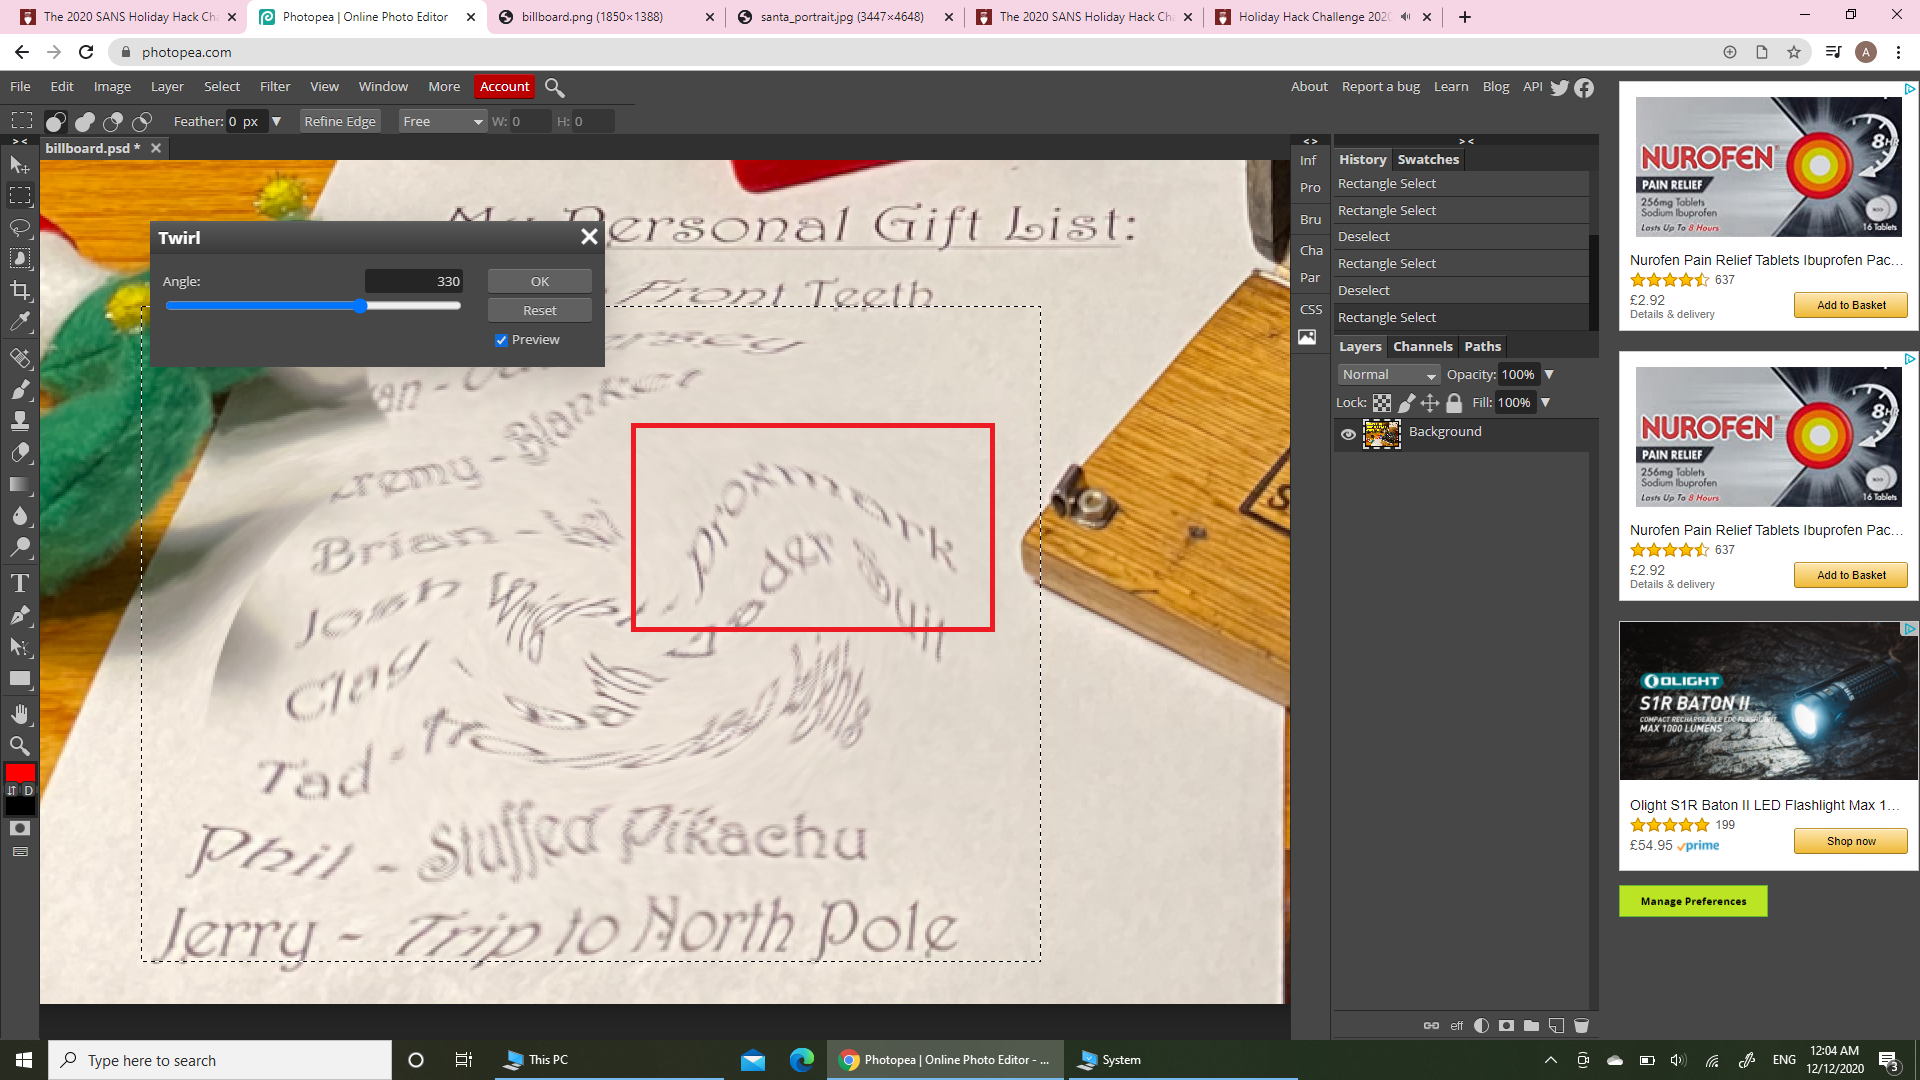 The 2020 SANS Holiday Hack Cha
Photopea | Online Photo Editor
billboard.png (1850×1388)
santa_portrait.jpg (3447×4648)
The 2020 SANS Holiday Hack Ch
Holiday Hack Challenge 2020
photopea.com
A
File Edit Image Layer Select Filter View Window More Account
About Report a bug Learn Blog API
Feather: 0 px Refine Edge Free W: 0 H: 0
billboard.psd *
My Personal Gift List:
Front Teeth
Twirl
Angle: 330
OK
Reset
Preview
Blanket
Brian -
proxmark
Josh
Clay
Tad -
Phil - Stuffed Pikachu
Jerry - Trip to North Pole
Inf
Pro
Bru
Cha
Par
CSS
History Swatches
Rectangle Select
Rectangle Select
Deselect
Rectangle Select
Deselect
Rectangle Select
Layers Channels Paths
Normal Opacity: 100%
Lock: Fill: 100%
Background
eff
NUROFEN
8HR
PAIN RELIEF
256mg Tablets
Sodium Ibuprofen
Lasts Up To 8 Hours
16 Tablets
Nurofen Pain Relief Tablets Ibuprofen Pac...
637
£2.92
Details & delivery
Add to Basket
NUROFEN
8HR
PAIN RELIEF
256mg Tablets
Sodium Ibuprofen
Lasts Up To 8 Hours
16 Tablets
Nurofen Pain Relief Tablets Ibuprofen Pac...
637
£2.92
Details & delivery
Add to Basket
OLIGHT
S1R BATON II
COMPACT RECHARGEABLE EDC FLASHLIGHT
MAX 1000 LUMENS
Olight S1R Baton II LED Flashlight Max 1...
199
£54.95 prime
Shop now
Manage Preferences
Type here to search
This PC
Photopea | Online Photo Editor - ...
System
ENG
12:04 AM
12/12/2020
3